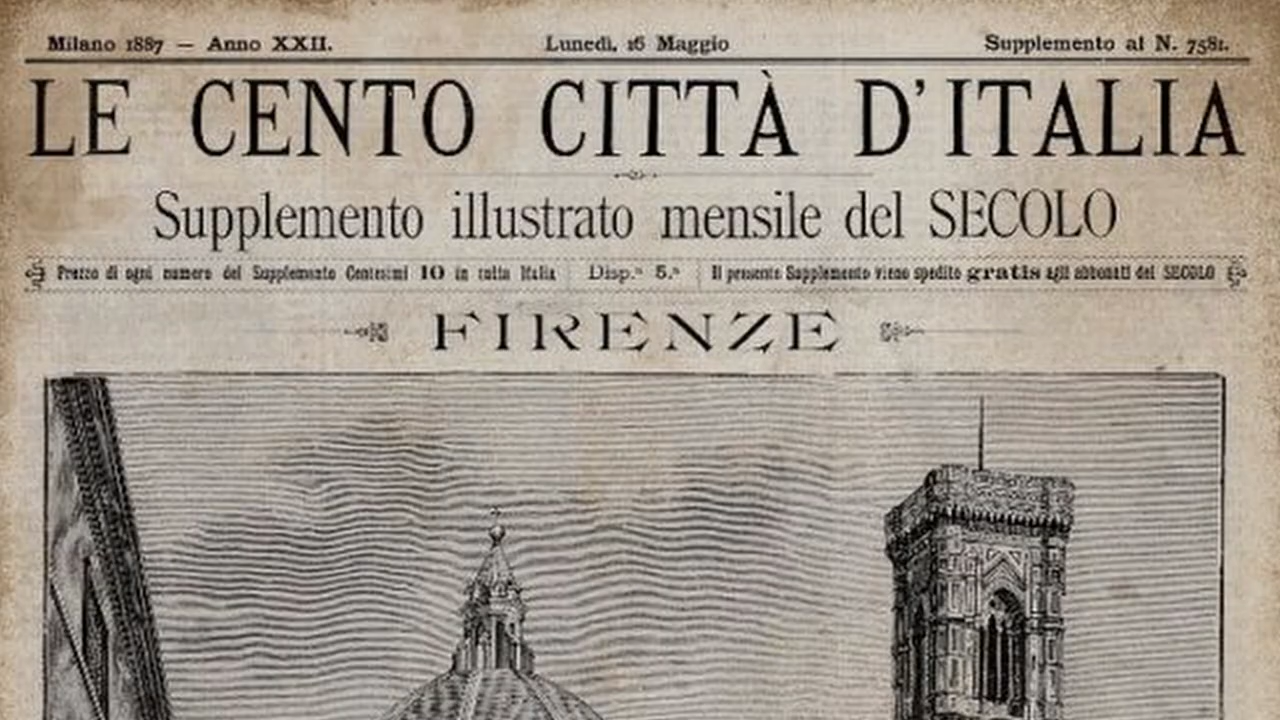 Milano 1887 — Anno XXII. Lunedì, 16 Maggio Supplemento al N. 7581.
LE CENTO CITTÀ D'ITALIA
Supplemento illustrato mensile del SECOLO
Prezzo di ogni numero del Supplemento Centesimi 10 in tutta Italia Disp.ª 5.ª Il presente Supplemento viene spedito gratis agli abbonati del SECOLO
FIRENZE